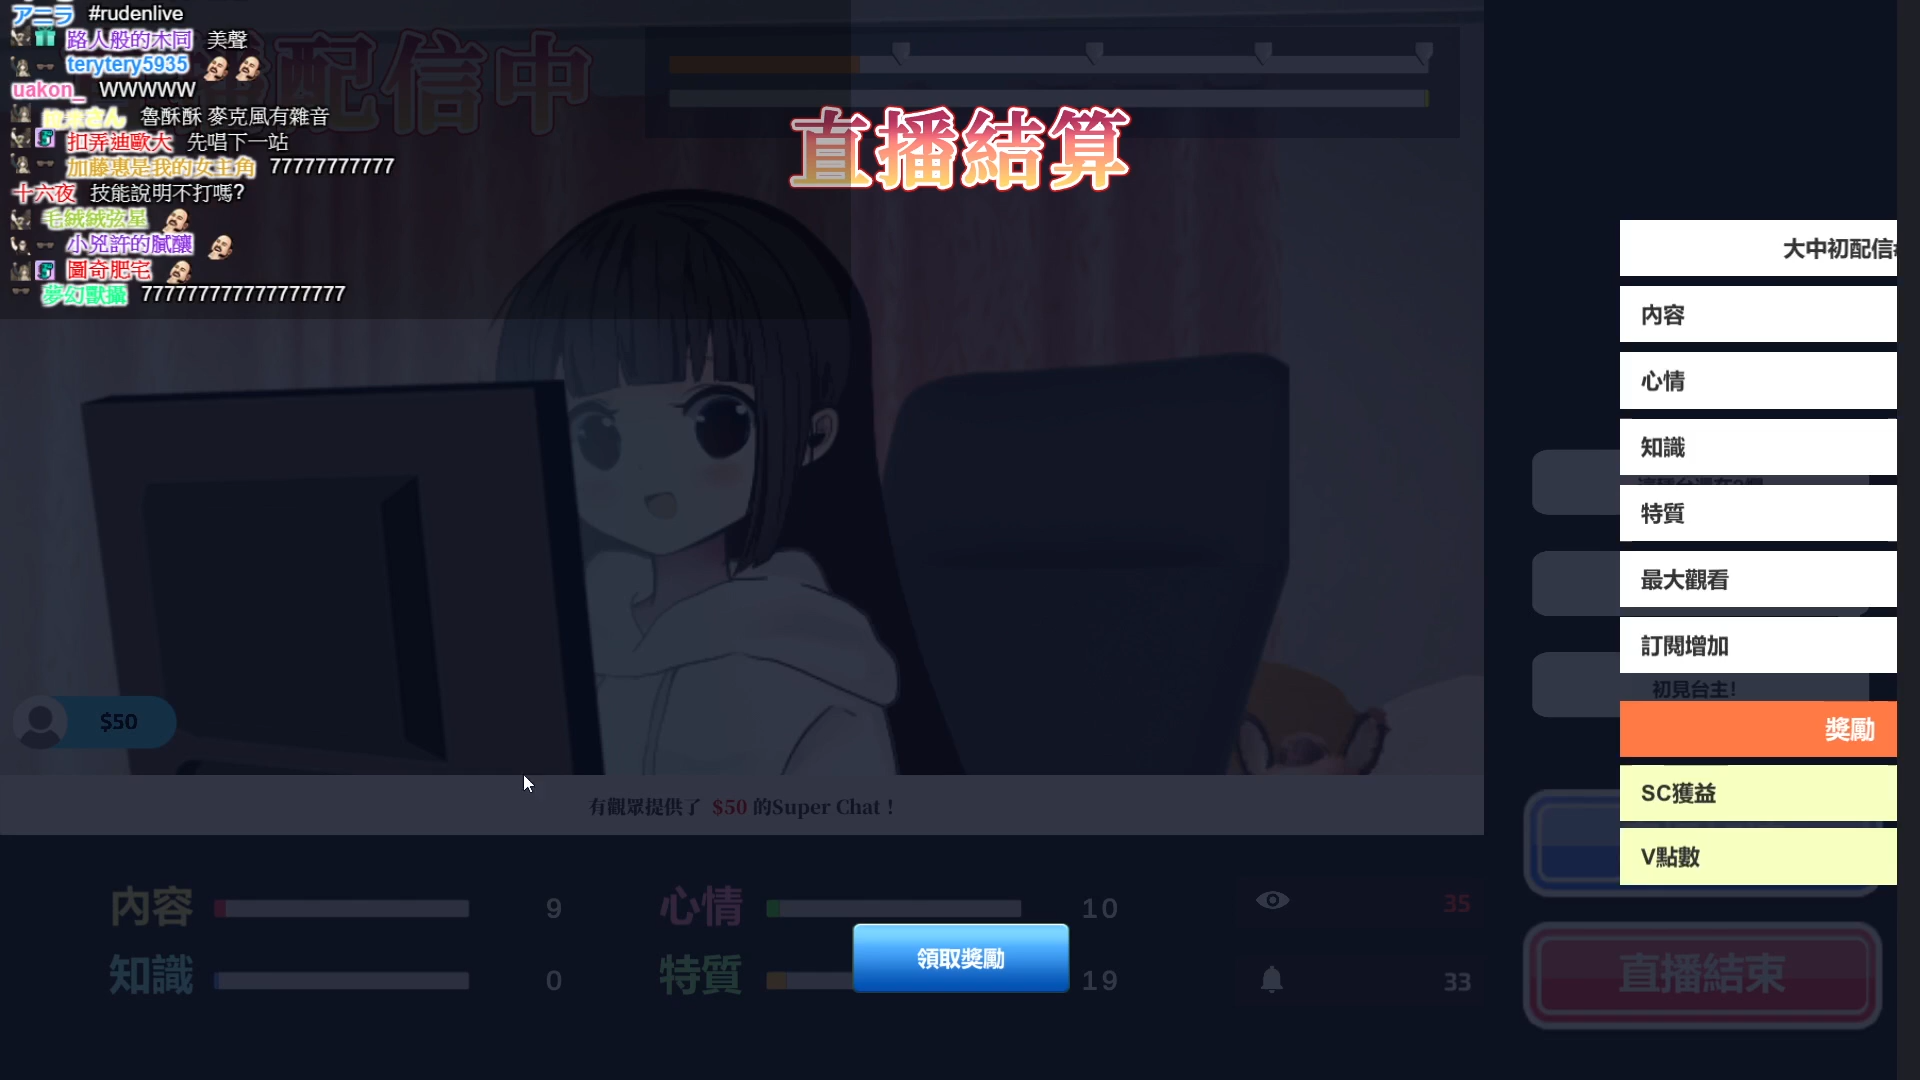 アニラ #rudenlive
路人般的木同 美聲
terytery5935
uakon_ WWWWW
魯酥酥 麥克風有雜音
扣弄迪歐大 先唱下一站
加藤惠是我的女主角 77777777777
十六夜 技能說明不打嗎?
毛絨絨弦星
小兇許的膩釀
圖奇肥宅
夢幻獸攝 777777777777777777
配信中
直播結算
大中初配信
內容
心情
知識
特質
最大觀看
訂閱增加
初見台主!
獎勵
SC獲益
V點數
$50
有觀眾提供了 $50 的Super Chat！
內容 9
心情 10
35
知識 0
特質 19
33
領取獎勵
直播結束